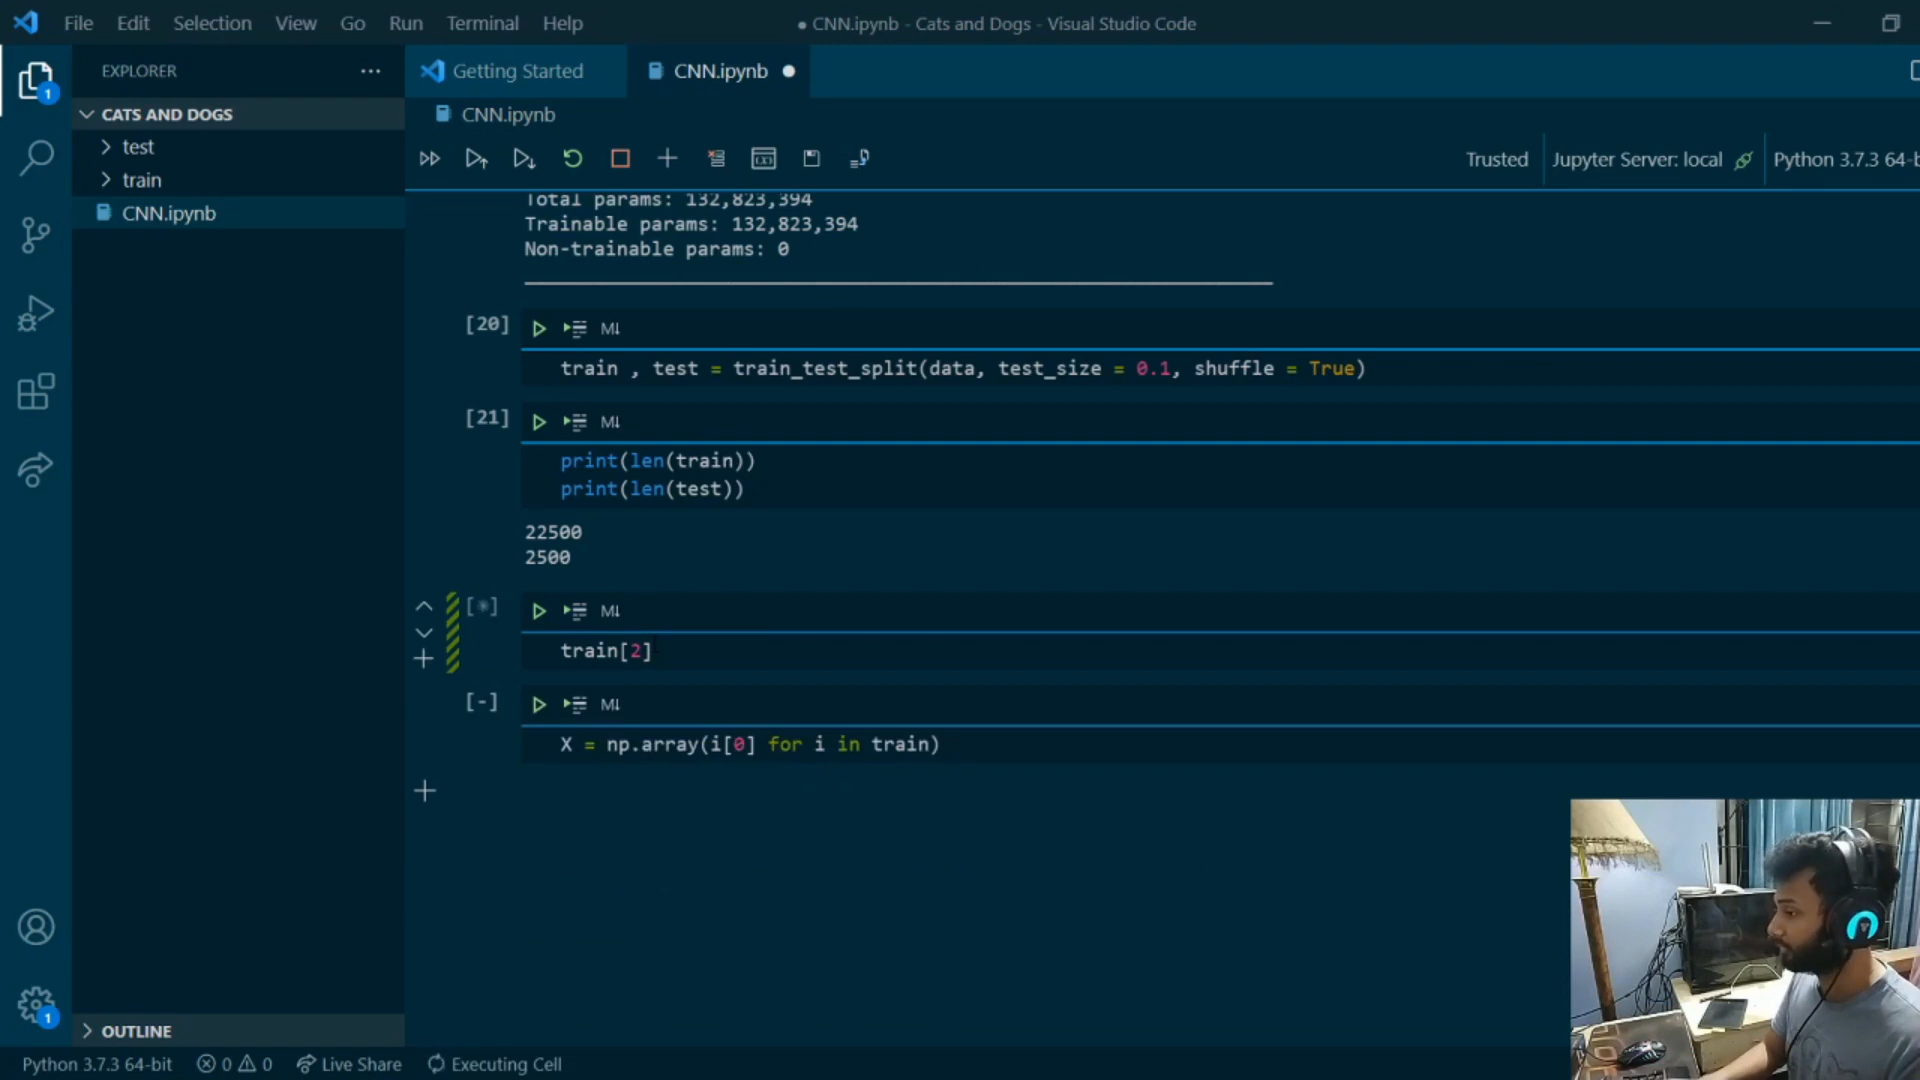 File Edit Selection View Go Run Terminal Help
● CNN.ipynb - Cats and Dogs - Visual Studio Code
EXPLORER
Getting Started
CNN.ipynb
1
CATS AND DOGS
CNN.ipynb
test
train
CNN.ipynb
Trusted
Jupyter Server: local
Python 3.7.3 64-b
Total params: 132,823,394
Trainable params: 132,823,394
Non-trainable params: 0
[20]
M↓
train , test = train_test_split(data, test_size = 0.1, shuffle = True)
[21]
M↓
print(len(train))
print(len(test))
22500
2500
[*]
M↓
train[2]
[-]
M↓
X = np.array(i[0] for i in train)
1
OUTLINE
Python 3.7.3 64-bit
0
0
Live Share
Executing Cell